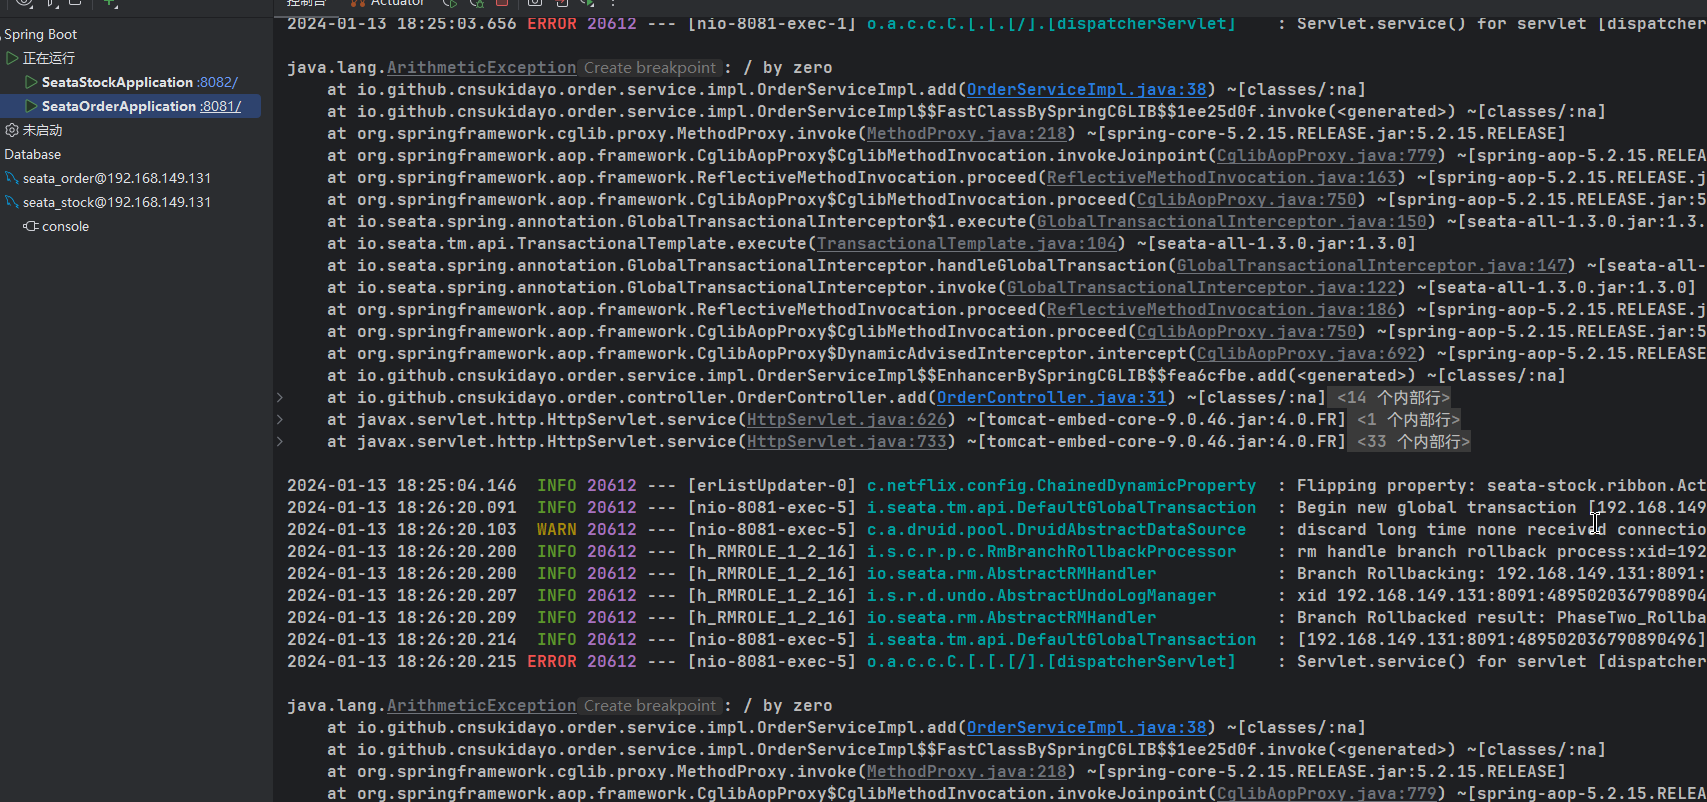 控制台 Actuator
Spring Boot
正在运行
SeataStockApplication :8082/
SeataOrderApplication :8081/
未启动
Database
seata_order@192.168.149.131
seata_stock@192.168.149.131
console
2024-01-13 18:25:03.656 ERROR 20612 --- [nio-8081-exec-1] o.a.c.c.C.[.[.[/].[dispatcherServlet] : Servlet.service() for servlet [dispatcher
java.lang.ArithmeticException Create breakpoint : / by zero
at io.github.cnsukidayo.order.service.impl.OrderServiceImpl.add(OrderServiceImpl.java:38) ~[classes/:na]
at io.github.cnsukidayo.order.service.impl.OrderServiceImpl$$FastClassBySpringCGLIB$$1ee25d0f.invoke(<generated>) ~[classes/:na]
at org.springframework.cglib.proxy.MethodProxy.invoke(MethodProxy.java:218) ~[spring-core-5.2.15.RELEASE.jar:5.2.15.RELEASE]
at org.springframework.aop.framework.CglibAopProxy$CglibMethodInvocation.invokeJoinpoint(CglibAopProxy.java:779) ~[spring-aop-5.2.15.RELEA
at org.springframework.aop.framework.ReflectiveMethodInvocation.proceed(ReflectiveMethodInvocation.java:163) ~[spring-aop-5.2.15.RELEASE.j
at org.springframework.aop.framework.CglibAopProxy$CglibMethodInvocation.proceed(CglibAopProxy.java:750) ~[spring-aop-5.2.15.RELEASE.jar:5
at io.seata.spring.annotation.GlobalTransactionalInterceptor$1.execute(GlobalTransactionalInterceptor.java:150) ~[seata-all-1.3.0.jar:1.3.
at io.seata.tm.api.TransactionalTemplate.execute(TransactionalTemplate.java:104) ~[seata-all-1.3.0.jar:1.3.0]
at io.seata.spring.annotation.GlobalTransactionalInterceptor.handleGlobalTransaction(GlobalTransactionalInterceptor.java:147) ~[seata-all-
at io.seata.spring.annotation.GlobalTransactionalInterceptor.invoke(GlobalTransactionalInterceptor.java:122) ~[seata-all-1.3.0.jar:1.3.0]
at org.springframework.aop.framework.ReflectiveMethodInvocation.proceed(ReflectiveMethodInvocation.java:186) ~[spring-aop-5.2.15.RELEASE.j
at org.springframework.aop.framework.CglibAopProxy$CglibMethodInvocation.proceed(CglibAopProxy.java:750) ~[spring-aop-5.2.15.RELEASE.jar:5
at org.springframework.aop.framework.CglibAopProxy$DynamicAdvisedInterceptor.intercept(CglibAopProxy.java:692) ~[spring-aop-5.2.15.RELEASE
at io.github.cnsukidayo.order.service.impl.OrderServiceImpl$$EnhancerBySpringCGLIB$$fea6cfbe.add(<generated>) ~[classes/:na]
at io.github.cnsukidayo.order.controller.OrderController.add(OrderController.java:31) ~[classes/:na] <14 个内部行>
at javax.servlet.http.HttpServlet.service(HttpServlet.java:626) ~[tomcat-embed-core-9.0.46.jar:4.0.FR] <1 个内部行>
at javax.servlet.http.HttpServlet.service(HttpServlet.java:733) ~[tomcat-embed-core-9.0.46.jar:4.0.FR] <33 个内部行>
2024-01-13 18:25:04.146 INFO 20612 --- [erListUpdater-0] c.netflix.config.ChainedDynamicProperty : Flipping property: seata-stock.ribbon.Act
2024-01-13 18:26:20.091 INFO 20612 --- [nio-8081-exec-5] i.seata.tm.api.DefaultGlobalTransaction : Begin new global transaction [192.168.149
2024-01-13 18:26:20.103 WARN 20612 --- [nio-8081-exec-5] c.a.druid.pool.DruidAbstractDataSource : discard long time none received connectio
2024-01-13 18:26:20.200 INFO 20612 --- [h_RMROLE_1_2_16] i.s.c.r.p.c.RmBranchRollbackProcessor : rm handle branch rollback process:xid=192
2024-01-13 18:26:20.200 INFO 20612 --- [h_RMROLE_1_2_16] io.seata.rm.AbstractRMHandler : Branch Rollbacking: 192.168.149.131:8091:
2024-01-13 18:26:20.207 INFO 20612 --- [h_RMROLE_1_2_16] i.s.r.d.undo.AbstractUndoLogManager : xid 192.168.149.131:8091:4895020367908904
2024-01-13 18:26:20.209 INFO 20612 --- [h_RMROLE_1_2_16] io.seata.rm.AbstractRMHandler : Branch Rollbacked result: PhaseTwo_Rollba
2024-01-13 18:26:20.214 INFO 20612 --- [nio-8081-exec-5] i.seata.tm.api.DefaultGlobalTransaction : [192.168.149.131:8091:489502036790890496]
2024-01-13 18:26:20.215 ERROR 20612 --- [nio-8081-exec-5] o.a.c.c.C.[.[.[/].[dispatcherServlet] : Servlet.service() for servlet [dispatcher
java.lang.ArithmeticException Create breakpoint : / by zero
at io.github.cnsukidayo.order.service.impl.OrderServiceImpl.add(OrderServiceImpl.java:38) ~[classes/:na]
at io.github.cnsukidayo.order.service.impl.OrderServiceImpl$$FastClassBySpringCGLIB$$1ee25d0f.invoke(<generated>) ~[classes/:na]
at org.springframework.cglib.proxy.MethodProxy.invoke(MethodProxy.java:218) ~[spring-core-5.2.15.RELEASE.jar:5.2.15.RELEASE]
at org.springframework.aop.framework.CglibAopProxy$CglibMethodInvocation.invokeJoinpoint(CglibAopProxy.java:779) ~[spring-aop-5.2.15.RELEA